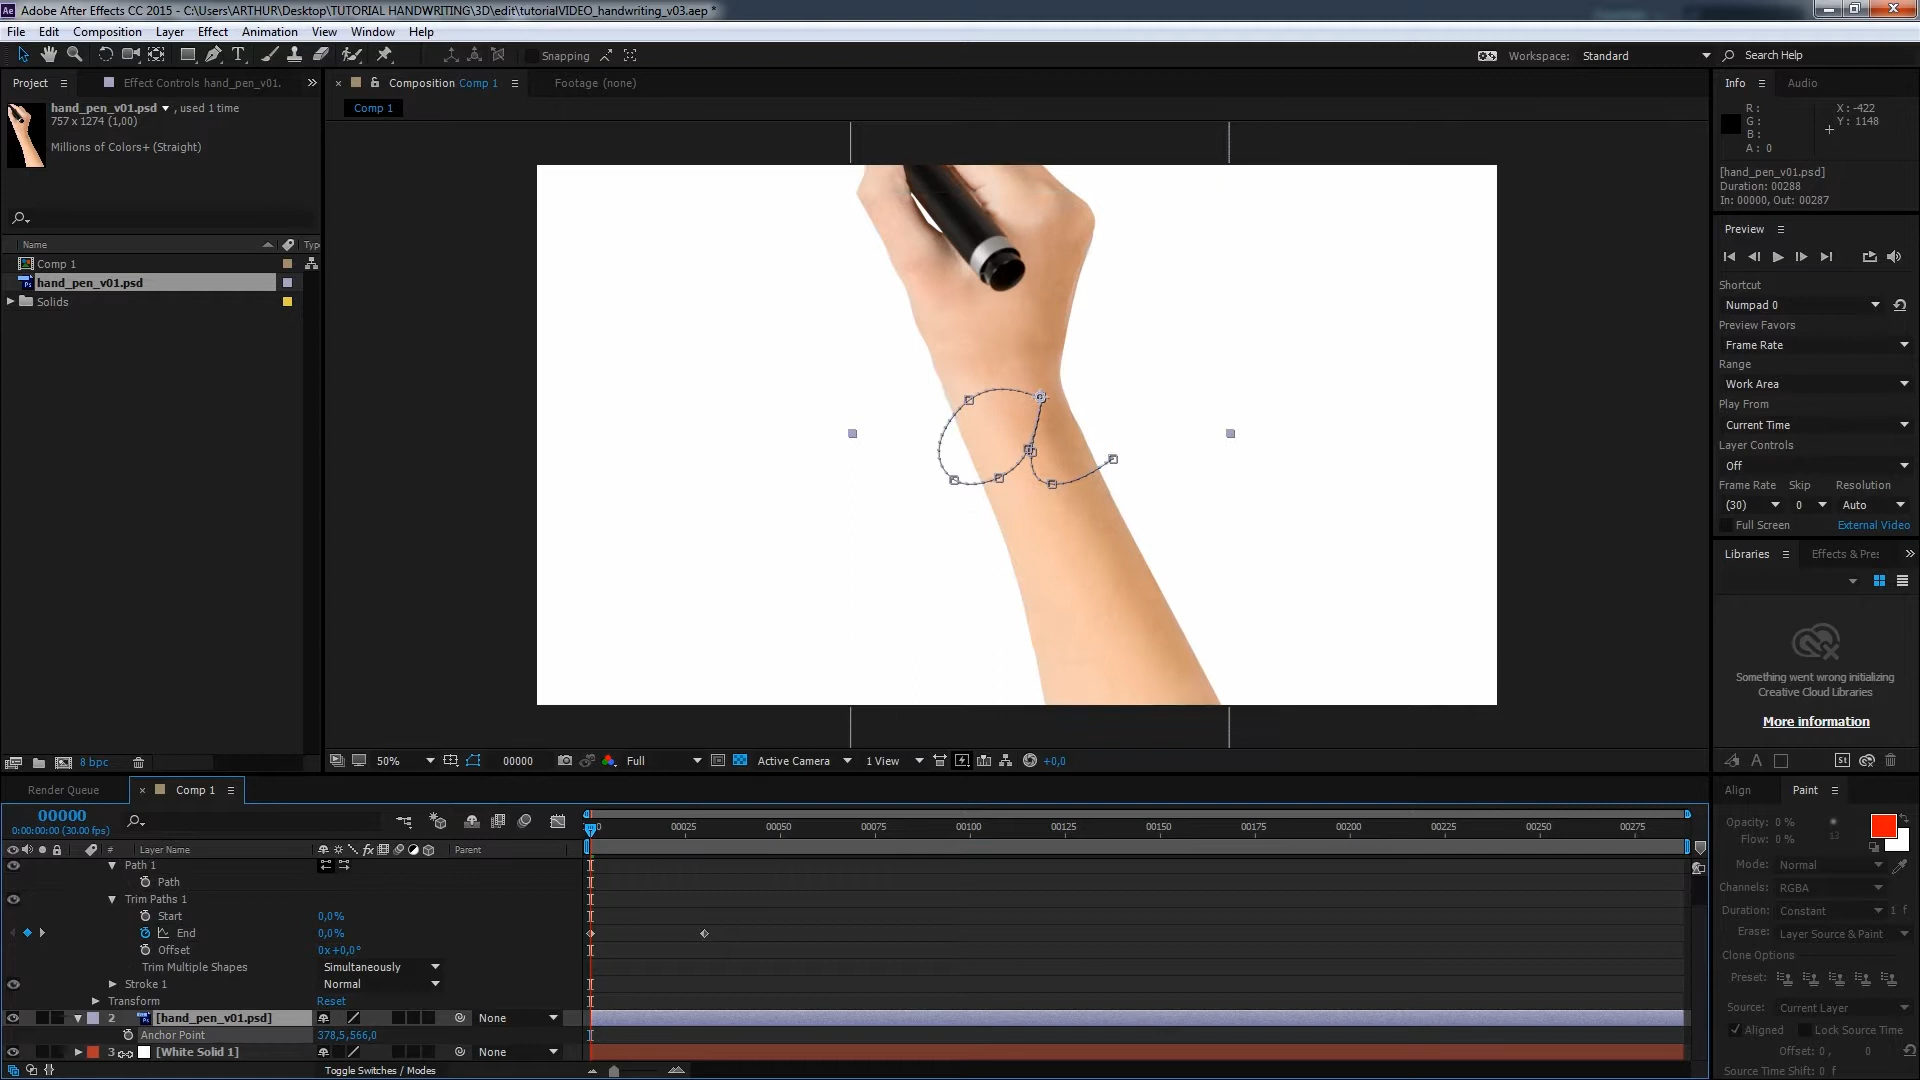 Adobe After Effects CC 2015 - C:\Users\ARTHUR\Desktop\TUTORIAL HANDWRITING\3D\edit\tutorialVIDEO_handwriting_v03.aep *
File Edit Composition Layer Effect Animation View Window Help
Snapping
Workspace: Standard
Search Help
Project
Effect Controls hand_pen_v01.
Composition Comp 1
Footage (none)
Info
Audio
Comp 1
hand_pen_v01.psd , used 1 time
757 x 1274 (1,00)
Millions of Colors+ (Straight)
R :
G :
B :
A : 0
X : -422
Y : 1148
[hand_pen_v01.psd]
Duration: 00288
In: 00000, Out: 00287
Name
Typ
Comp 1
hand_pen_v01.psd
Solids
8 bpc
Preview
Shortcut
Numpad 0
Preview Favors
Frame Rate
Range
Work Area
Play From
Current Time
Layer Controls
Off
Frame Rate Skip Resolution
(30) 0 Auto
Full Screen External Video
Libraries
Effects & Pre
Something went wrong initializing
Creative Cloud Libraries
More information
50%
00000
Full
Active Camera
1 View
+0,0
Render Queue
Comp 1
00000
0:00:00:00 (30.00 fps)
00025 00050 00075 00100 00125 00150 00175 00200 00225 00250 00275
# Layer Name
Parent
Path 1
Path
Trim Paths 1
Start 0,0%
End 0,0%
Offset 0x+0,0°
Trim Multiple Shapes Simultaneously
Stroke 1 Normal
Transform Reset
2 [hand_pen_v01.psd] None
Anchor Point 378,5,566,0
3 [White Solid 1] None
Toggle Switches / Modes
Align
Paint
Opacity: 0 %
Flow: 0 %
13
Mode: Normal
Channels: RGBA
Duration: Constant 1 f
Erase: Layer Source & Paint
Clone Options
Preset:
Source: Current Layer
Aligned Lock Source Time
Offset: 0 , 0
Source Time Shift: 0 f